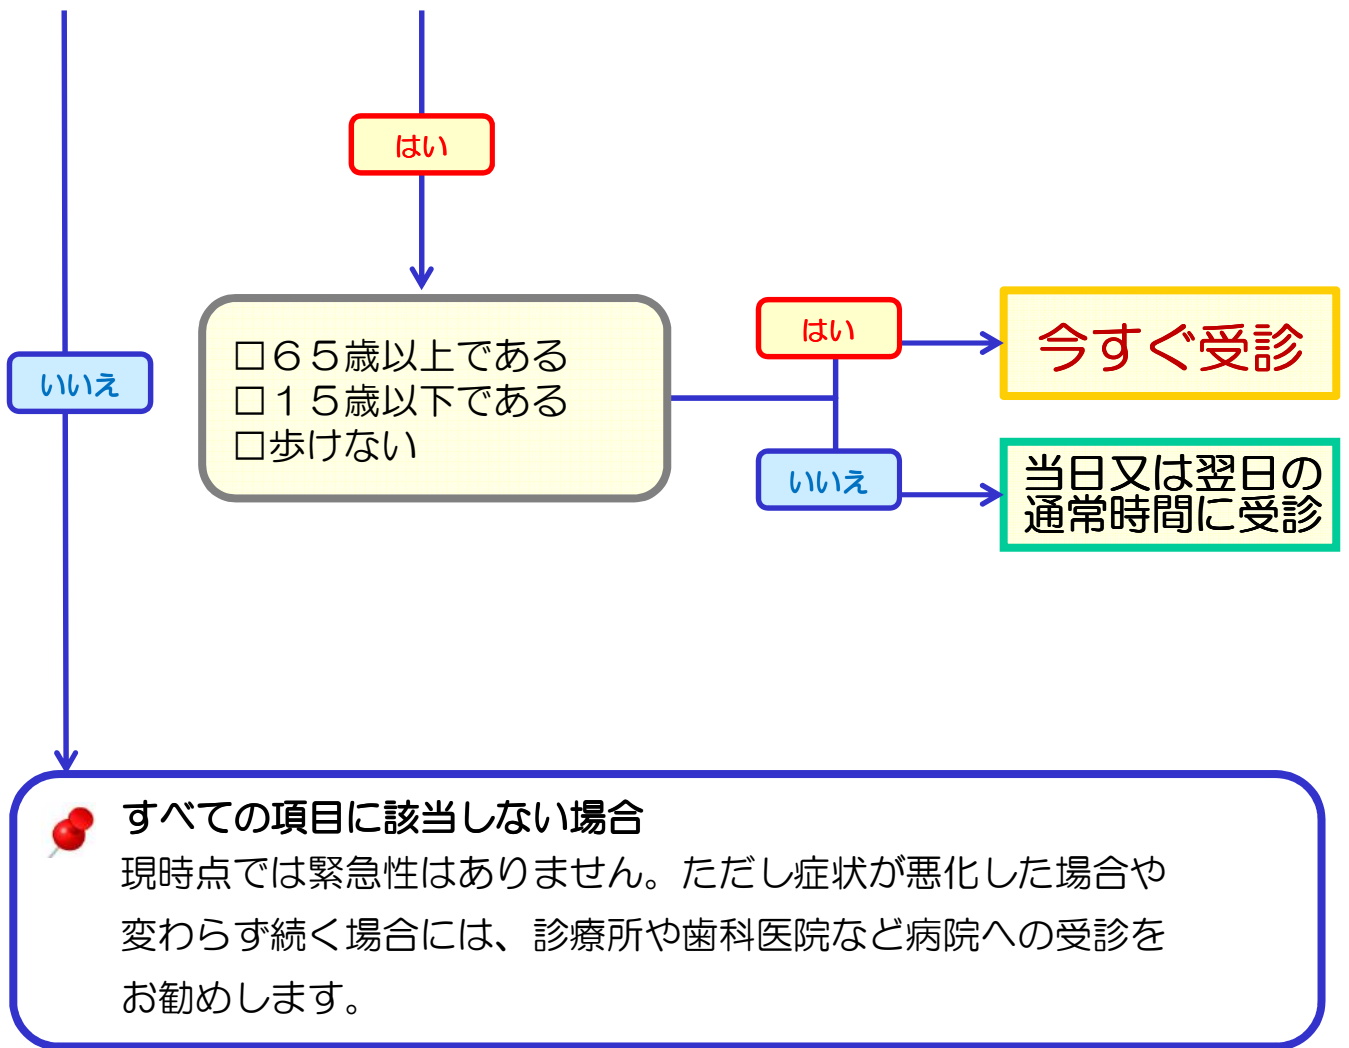 はい
いいえ
□６５歳以上である
□１５歳以下である
□歩けない
はい
今すぐ受診
いいえ
当日又は翌日の
通常時間に受診
すべての項目に該当しない場合
現時点では緊急性はありません。ただし症状が悪化した場合や
変わらず続く場合には、診療所や歯科医院など病院への受診を
お勧めします。